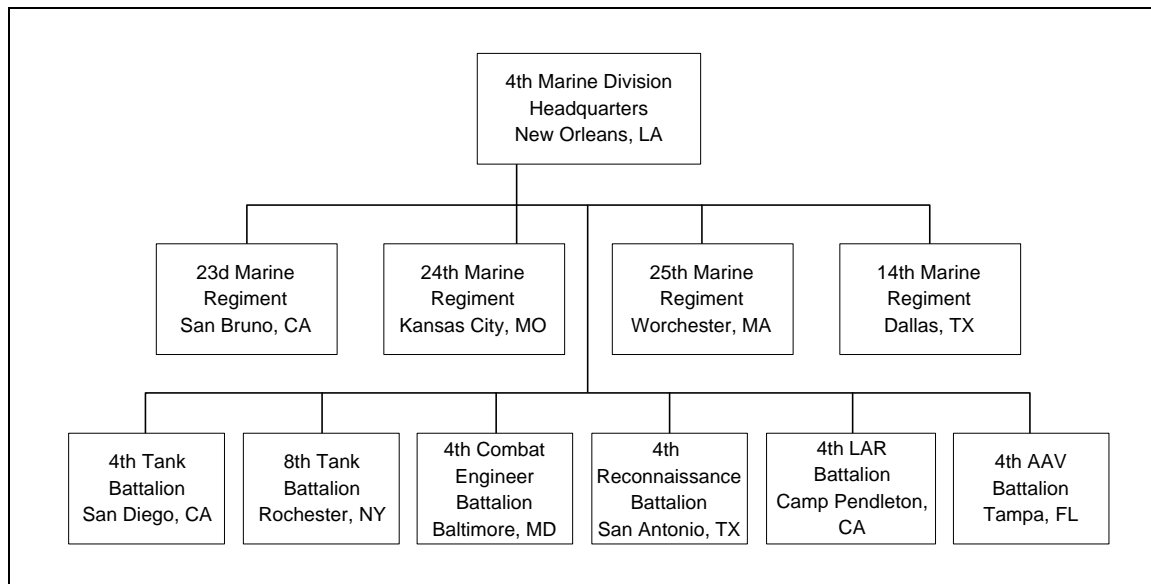 4th Marine Division
Headquarters
New Orleans, LA
23d Marine
Regiment
San Bruno, CA
24th Marine
Regiment
Kansas City, MO
25th Marine
Regiment
Worchester, MA
14th Marine
Regiment
Dallas, TX
4th Tank
Battalion
San Diego, CA
8th Tank
Battalion
Rochester, NY
4th Combat
Engineer
Battalion
Baltimore, MD
4th
Reconnaissance
Battalion
San Antonio, TX
4th LAR
Battalion
Camp Pendleton,
CA
4th AAV
Battalion
Tampa, FL